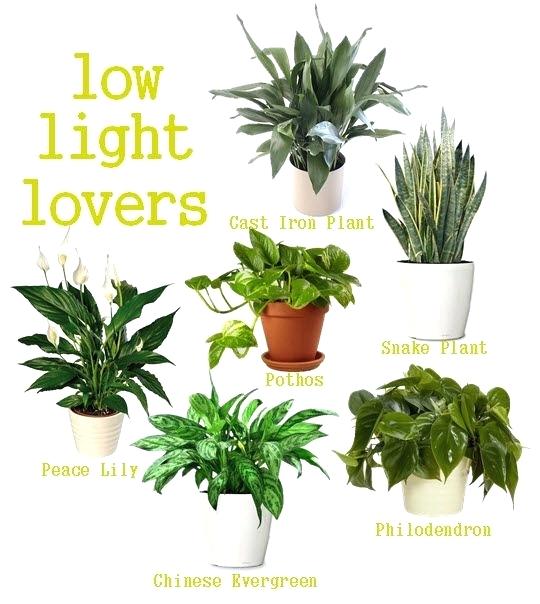 low
light
lovers
Cast Iron Plant
Snake Plant
Pothos
Peace Lily
Philodendron
Chinese Evergreen